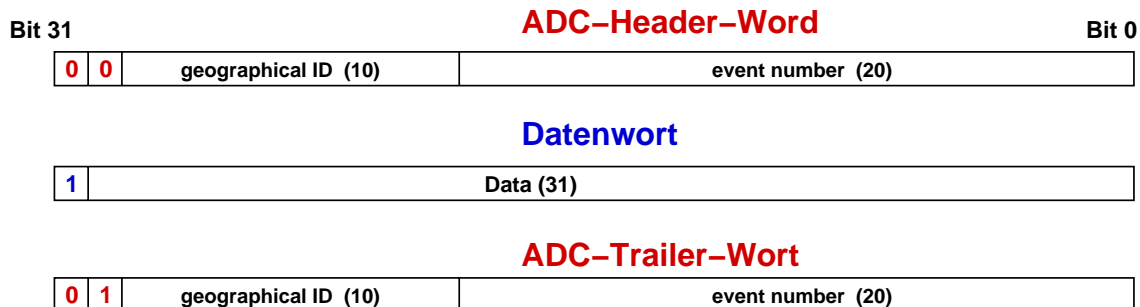 Bit 31 ADC–Header–Word Bit 0
0 0 geographical ID (10) event number (20)
Datenwort
1 Data (31)
ADC–Trailer–Wort
0 1 geographical ID (10) event number (20)